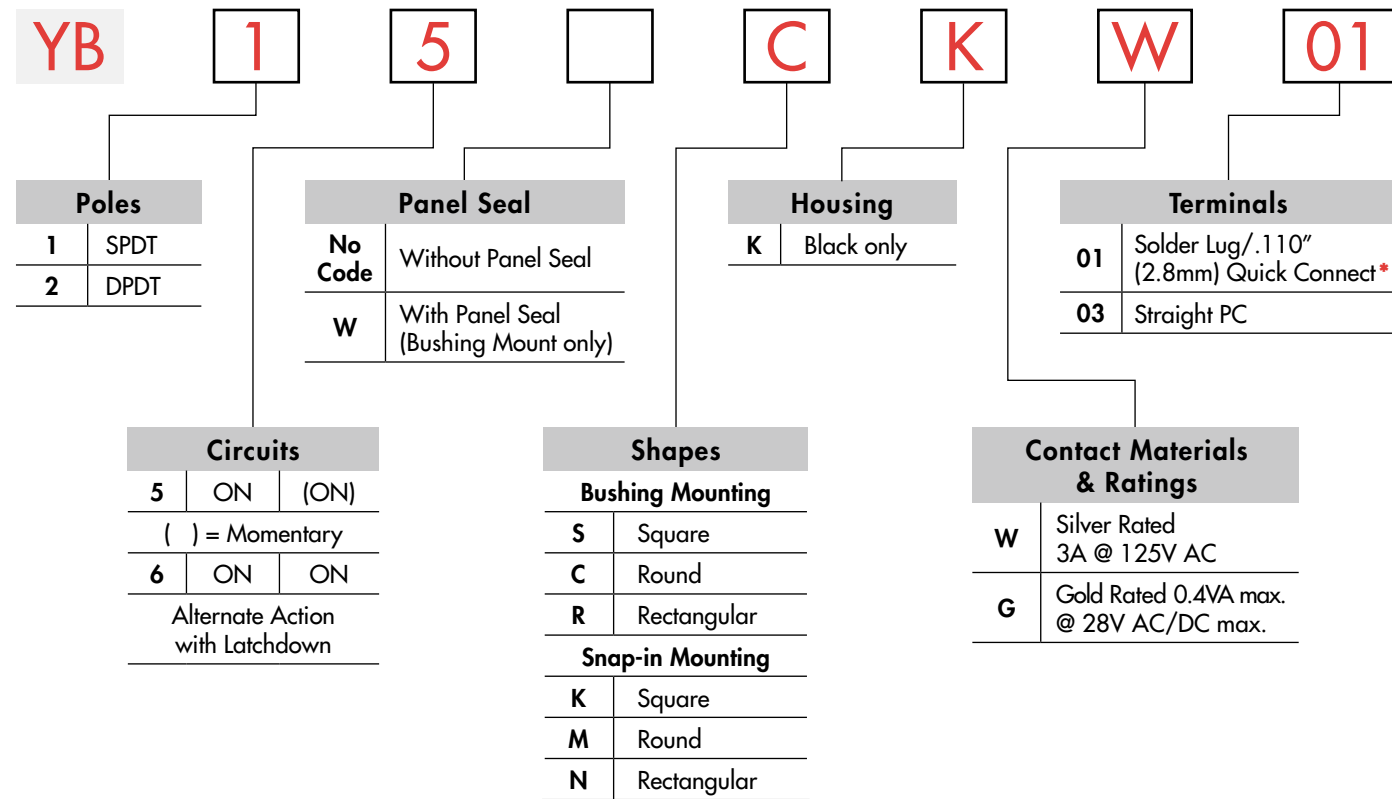 YB 1 5 C K W 01
Poles
1 SPDT
2 DPDT
Panel Seal
No
Code
Without Panel Seal
W
With Panel Seal
(Bushing Mount only)
Housing
K Black only
Terminals
01
Solder Lug/.110″
(2.8mm) Quick Connect*
03 Straight PC
Circuits
5 ON (ON)
( ) = Momentary
6 ON ON
Alternate Action
with Latchdown
Shapes
Bushing Mounting
S Square
C Round
R Rectangular
Snap-in Mounting
K Square
M Round
N Rectangular
Contact Materials
& Ratings
W
Silver Rated
3A @ 125V AC
G
Gold Rated 0.4VA max.
@ 28V AC/DC max.